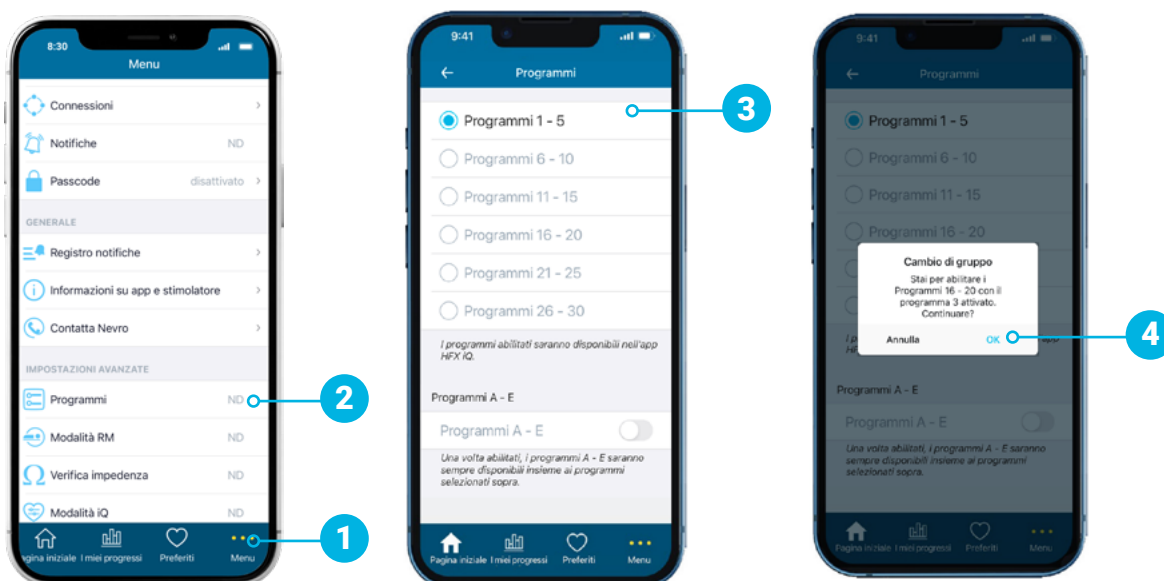 8:30
Menu
Connessioni
Notifiche ND
Passcode disattivato
GENERALE
Registro notifiche
Informazioni su app e stimolatore
Contatta Nevro
IMPOSTAZIONI AVANZATE
Programmi ND
2
Modalità RM ND
Verifica impedenza ND
Modalità iQ ND
agina iniziale I miei progressi Preferiti Menu
1
9:41
Programmi
Programmi 1 - 5
3
Programmi 6 - 10
Programmi 11 - 15
Programmi 16 - 20
Programmi 21 - 25
Programmi 26 - 30
I programmi abilitati saranno disponibili nell'app
HFX iQ.
Programmi A - E
Programmi A - E
Una volta abilitati, i programmi A - E saranno
sempre disponibili insieme ai programmi
selezionati sopra.
Pagina iniziale I miei progressi Preferiti Menu
9:41
Programmi
Programmi 1 - 5
Programmi 6 - 10
Programmi 11 - 15
Programmi 16 - 20
Cambio di gruppo
Stai per abilitare i
Programmi 16 - 20 con il
programma 3 attivato.
Continuare?
Annulla OK
4
app
Programmi A - E
Programmi A - E
Una volta abilitati, i programmi A - E saranno
sempre disponibili insieme ai programmi
selezionati sopra.
Pagina iniziale I miei progressi Preferiti Menu